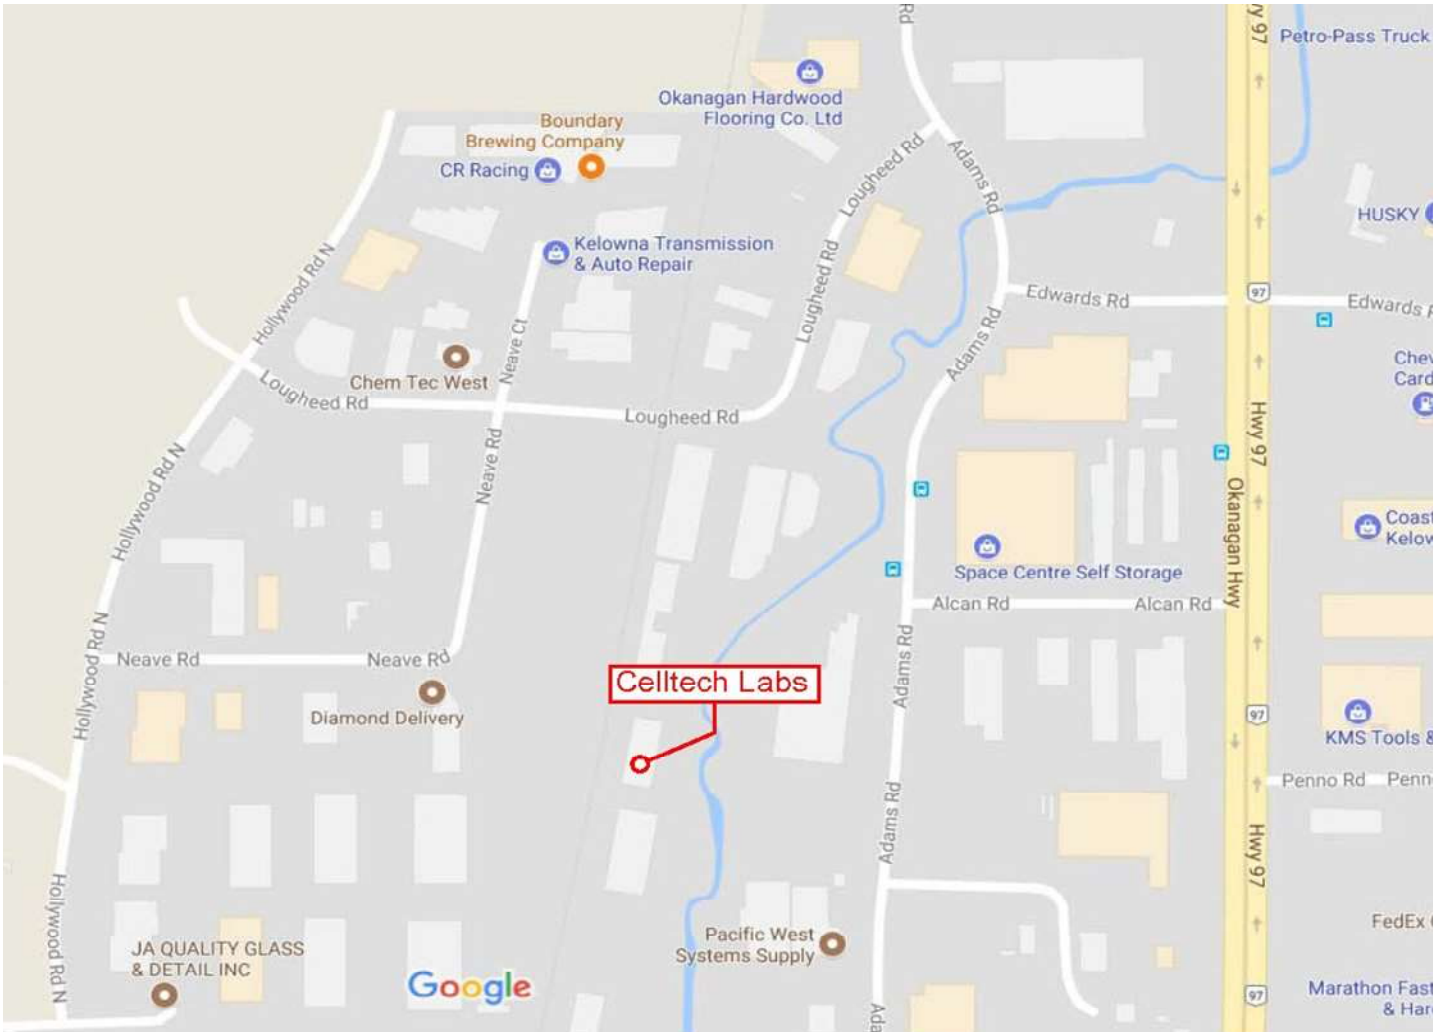 Rd
vy 97
Petro-Pass Truck
Okanagan Hardwood
Flooring Co. Ltd
Boundary
Brewing Company
CR Racing
Lougheed Rd
Adams Rd
HUSKY
Kelowna Transmission
& Auto Repair
Hollywood Rd N
Lougheed Rd
97
Edwards Rd
Edwards R
Neave Ct
Adams Rd
Chev
Card
Chem Tec West
Lougheed Rd
Lougheed Rd
Hwy 97
Neave Rd
Hollywood Rd N
Okanagan Hwy
Coast
Kelow
Space Centre Self Storage
Alcan Rd
Alcan Rd
Hollywood Rd N
Neave Rd
Neave Rd
Adams Rd
Celltech Labs
Diamond Delivery
97
KMS Tools &
Penno Rd
Penn
Adams Rd
Hwy 97
Hollywood Rd N
FedEx
Pacific West
Systems Supply
JA QUALITY GLASS
& DETAIL INC
Google
97
Marathon Fast
& Har
Ada